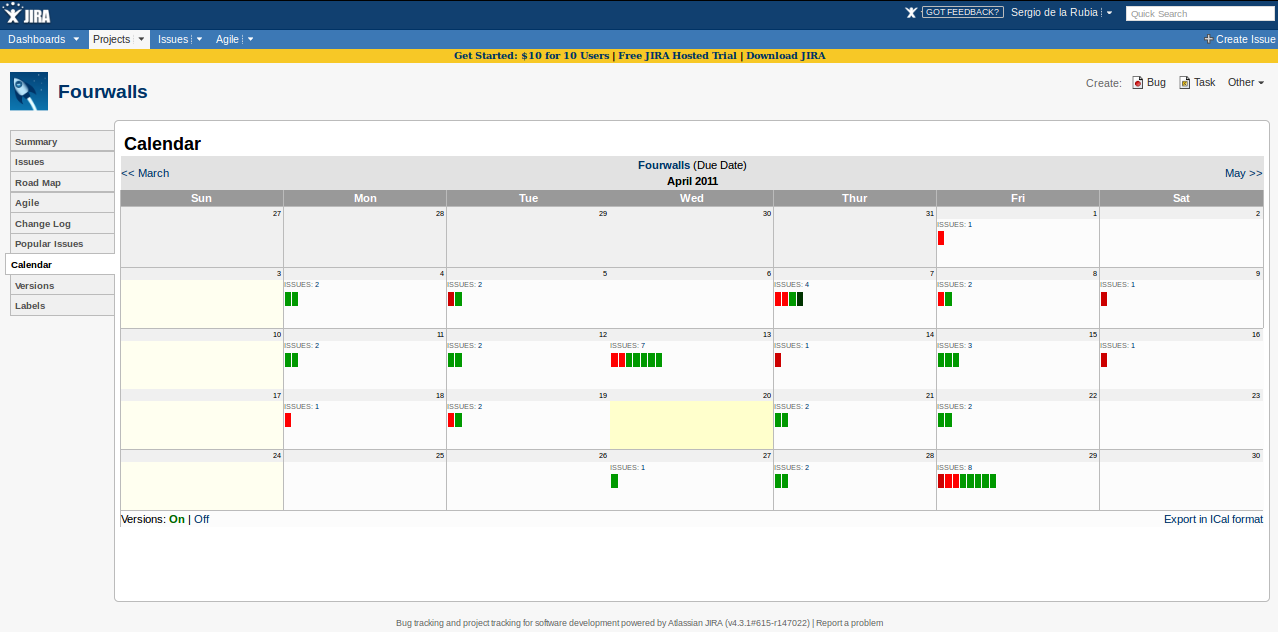 JIRA
GOT FEEDBACK? Sergio de la Rubia Quick Search
Dashboards Projects Issues Agile + Create Issue
Get Started: $10 for 10 Users | Free JIRA Hosted Trial | Download JIRA
Fourwalls
Create: Bug Task Other
Summary
Issues
Road Map
Agile
Change Log
Popular Issues
Calendar
Versions
Labels
Calendar
Fourwalls (Due Date)
<< March April 2011 May >>
Sun Mon Tue Wed Thur Fri Sat
27 28 29 30 31 1 2
ISSUES: 1
3 4 5 6 7 8 9
ISSUES: 2 ISSUES: 2 ISSUES: 4 ISSUES: 2 ISSUES: 1
10 11 12 13 14 15 16
ISSUES: 2 ISSUES: 2 ISSUES: 7 ISSUES: 1 ISSUES: 3 ISSUES: 1
17 18 19 20 21 22 23
ISSUES: 1 ISSUES: 2 ISSUES: 2 ISSUES: 2
24 25 26 27 28 29 30
ISSUES: 1 ISSUES: 2 ISSUES: 8
Versions: On | Off Export in ICal format
Bug tracking and project tracking for software development powered by Atlassian JIRA (v4.3.1#615-r147022) | Report a problem